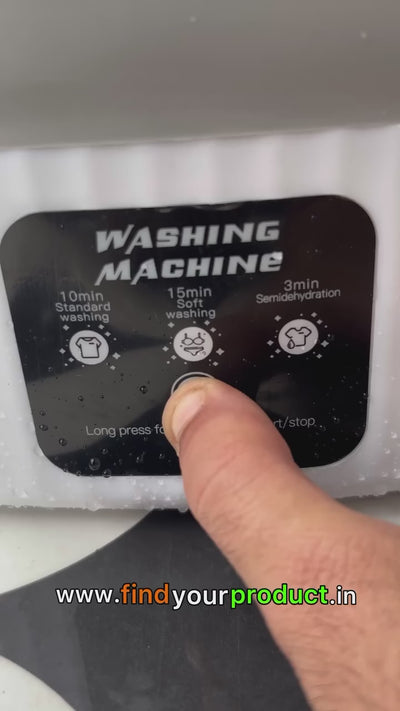 WASHING
MACHINE
10min
Standard
washing
15min
Soft
washing
3min
Semidehydration
Long press fo
rt/stop
www.findyourproduct.in